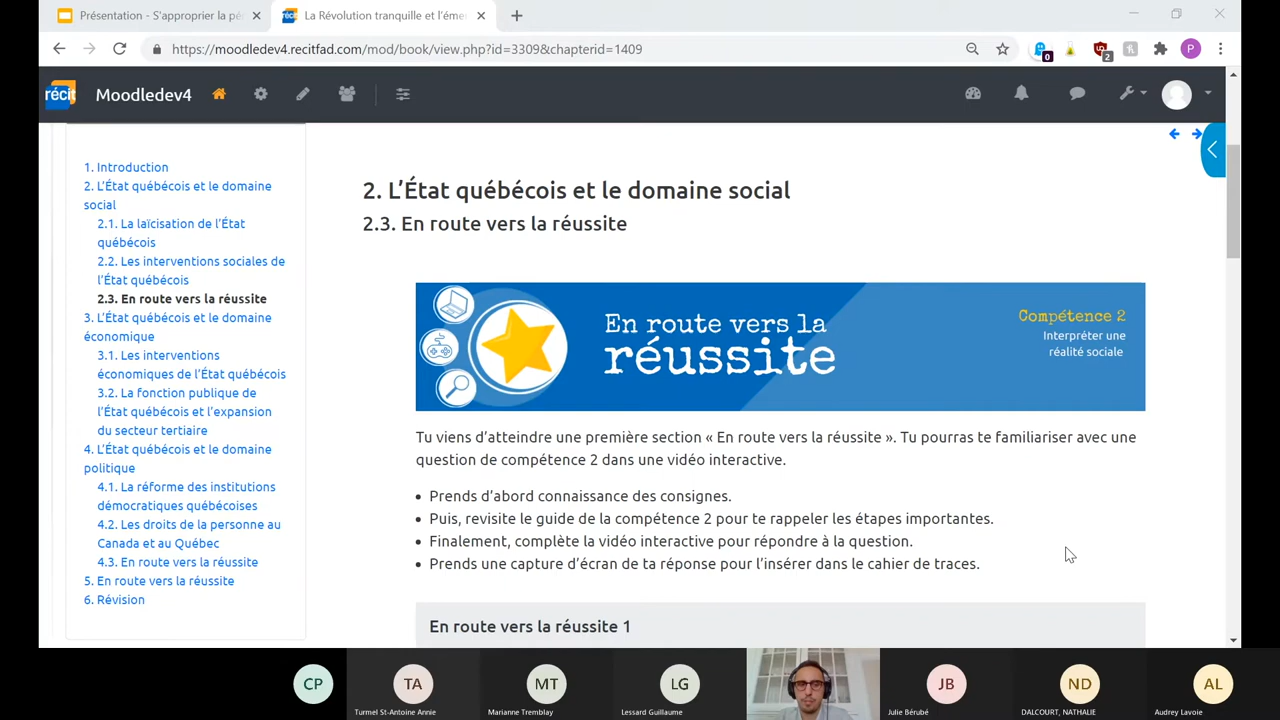 Présentation - S'approprier la pé
La Révolution tranquille et l'éme
https://moodledev4.recitfad.com/mod/book/view.php?id=3309&chapterid=1409
0
2
P
récit
Moodledev4
1. Introduction
2. L'État québécois et le domaine
social
2.1. La laïcisation de l'État
québécois
2.2. Les interventions sociales de
l'État québécois
2.3. En route vers la réussite
3. L'État québécois et le domaine
économique
3.1. Les interventions
économiques de l'État québécois
3.2. La fonction publique de
l'État québécois et l'expansion
du secteur tertiaire
4. L'État québécois et le domaine
politique
4.1. La réforme des institutions
démocratiques québécoises
4.2. Les droits de la personne au
Canada et au Québec
4.3. En route vers la réussite
5. En route vers la réussite
6. Révision
2. L'État québécois et le domaine social
2.3. En route vers la réussite
En route vers la
réussite
Compétence 2
Interpréter une
réalité sociale
Tu viens d'atteindre une première section « En route vers la réussite ». Tu pourras te familiariser avec une
question de compétence 2 dans une vidéo interactive.
• Prends d'abord connaissance des consignes.
• Puis, revisite le guide de la compétence 2 pour te rappeler les étapes importantes.
• Finalement, complète la vidéo interactive pour répondre à la question.
• Prends une capture d'écran de ta réponse pour l'insérer dans le cahier de traces.
En route vers la réussite 1
CP
TA
MT
LG
JB
ND
AL
Turmel St-Antoine Annie
Marianne Tremblay
Lessard Guillaume
Julie Bérubé
DALCOURT, NATHALIE
Audrey Lavoie